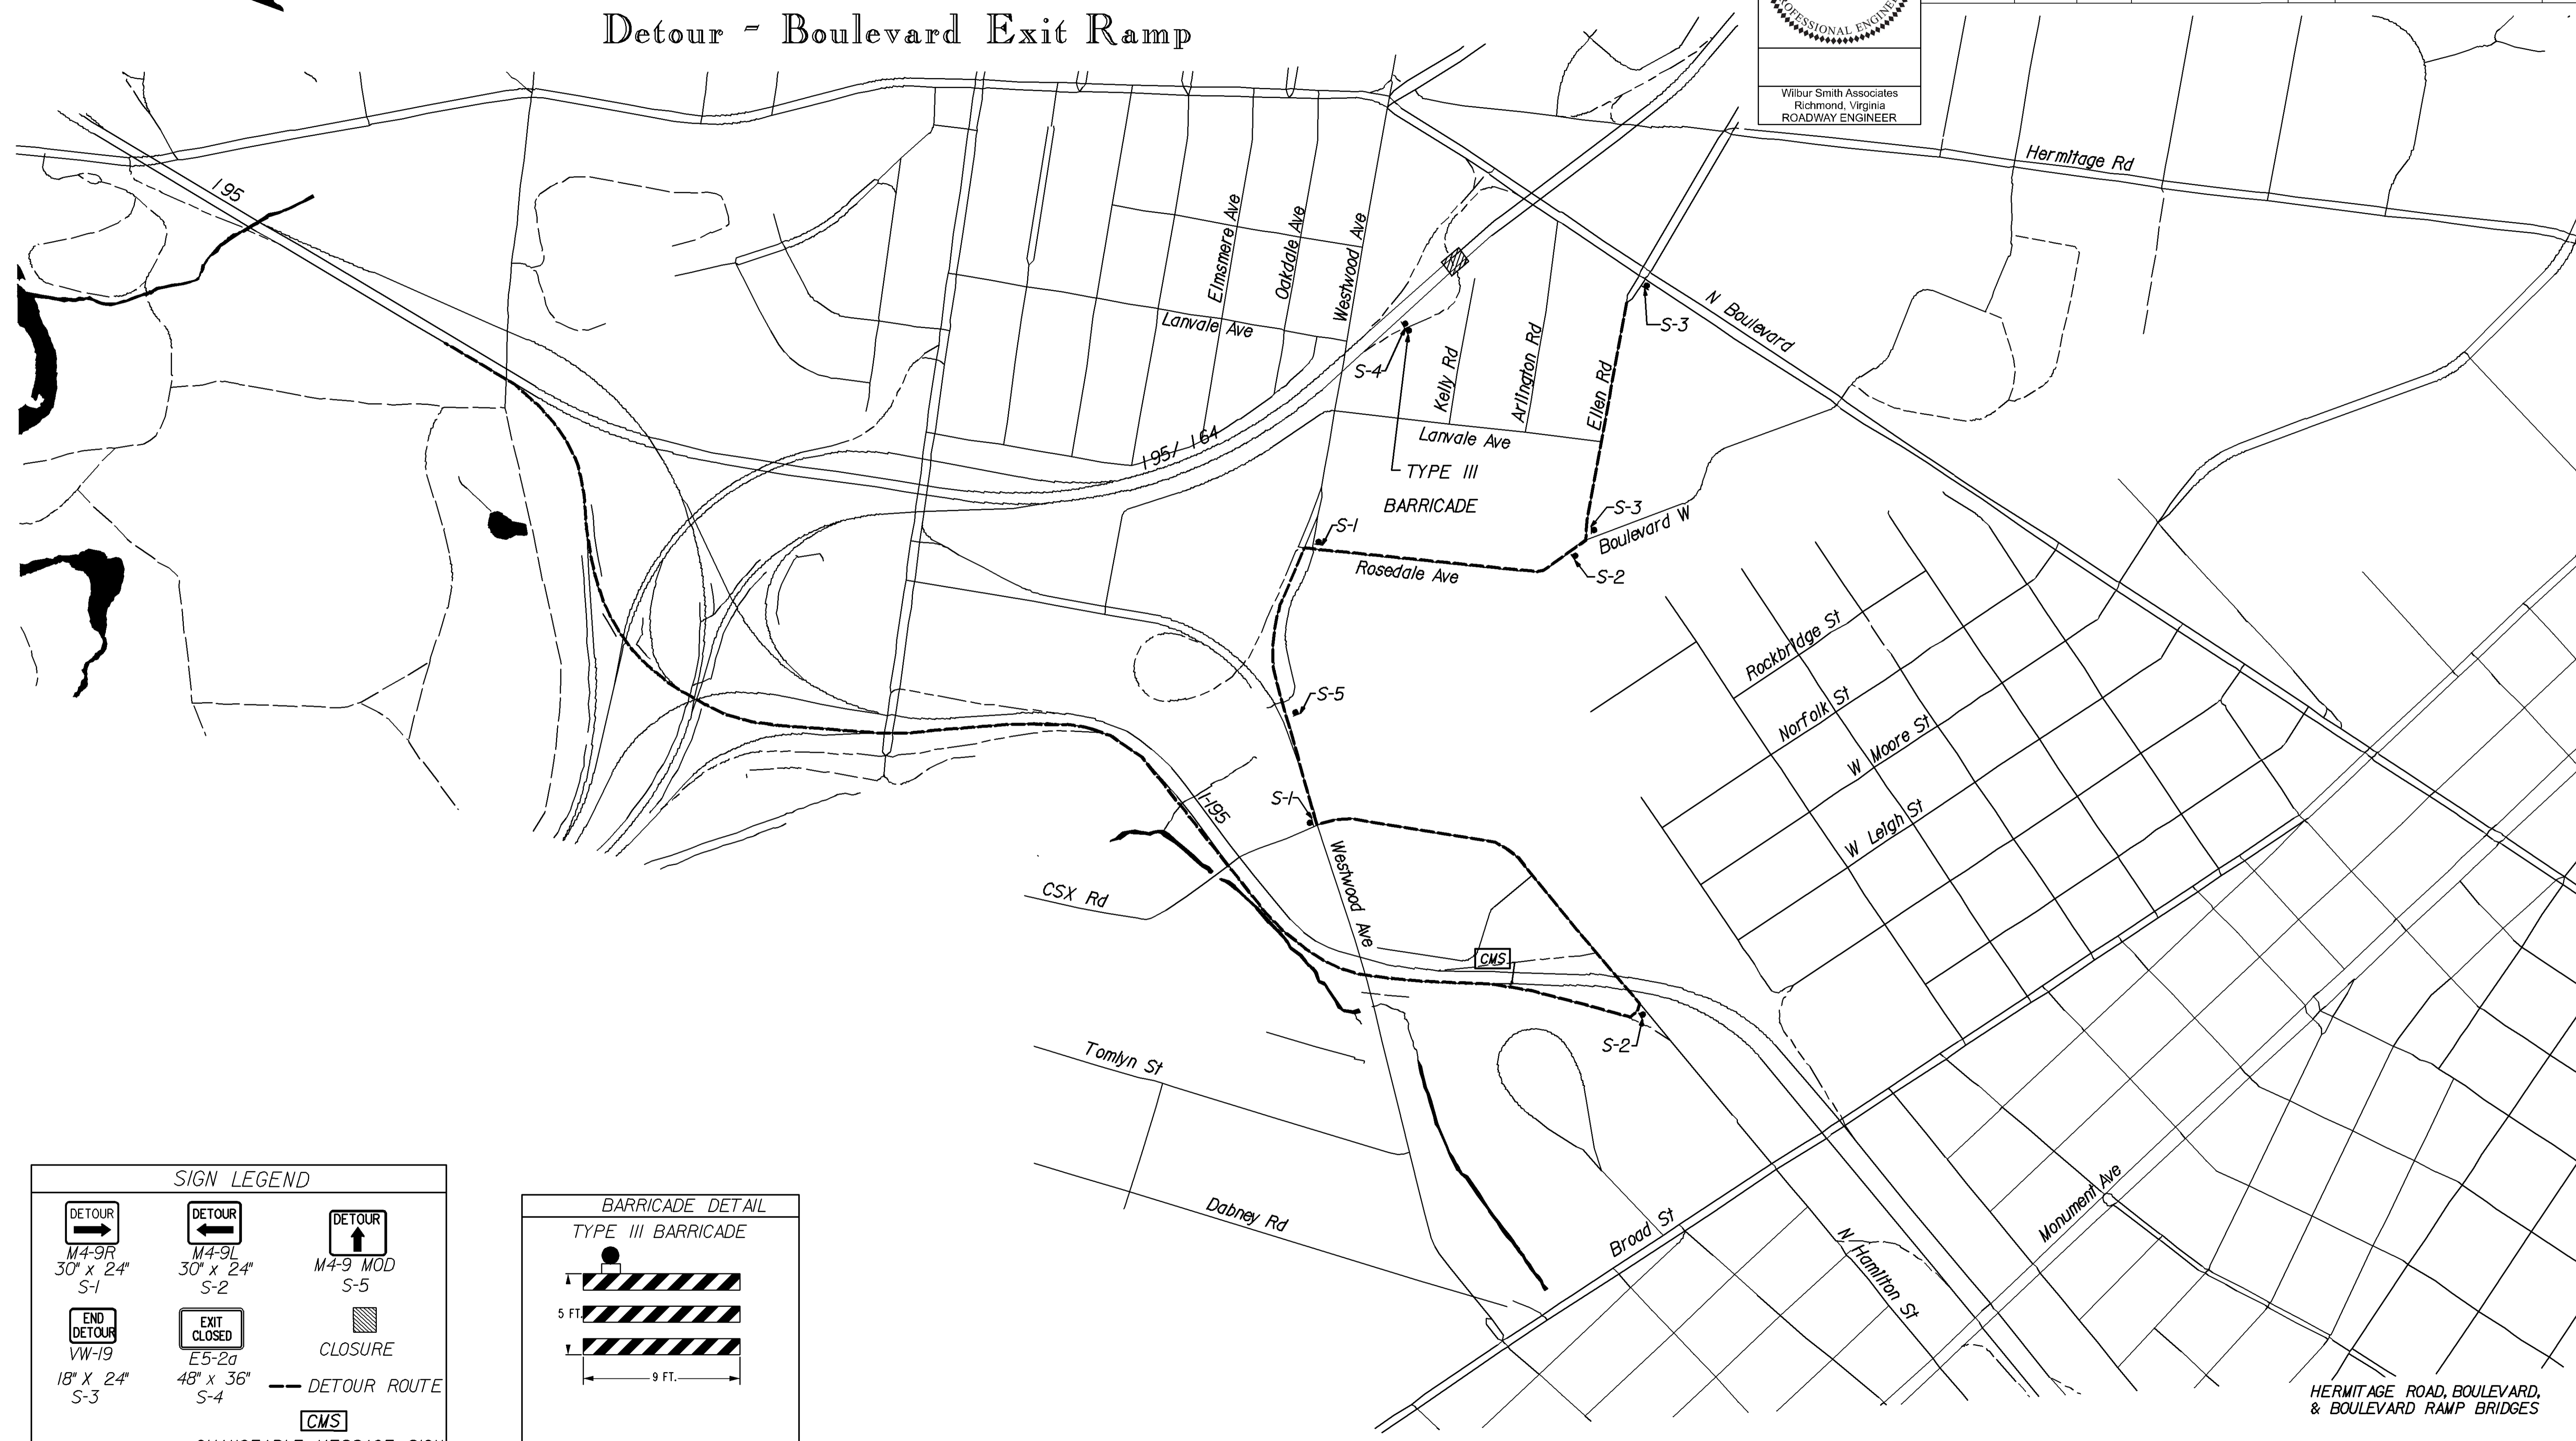 Detour - Boulevard Exit Ramp
PROFESSIONAL ENGINEER
Wilbur Smith Associates
Richmond, Virginia
ROADWAY ENGINEER
Hermitage Rd
I 95
Elmsmere Ave
Oakdale Ave
Westwood Ave
Lanvale Ave
N Boulevard
S-3
S-4
Kelly Rd
Arlington Rd
Ellen Rd
Lanvale Ave
I 95/ I 64
TYPE III
BARRICADE
S-3
Boulevard W
S-1
Rosedale Ave
S-2
Rockbridge St
S-5
Norfolk St
W Moore St
S-1
I-195
W Leigh St
Westwood Ave
CSX Rd
CMS
S-2
Tomlyn St
Dabney Rd
Broad St
N Hamilton St
Monument Ave
SIGN LEGEND
DETOUR
M4-9R
30" x 24"
S-1
DETOUR
M4-9L
30" x 24"
S-2
DETOUR
M4-9 MOD
S-5
END
DETOUR
VW-19
18" X 24"
S-3
EXIT
CLOSED
E5-2a
48" x 36"
S-4
CLOSURE
DETOUR ROUTE
CMS
BARRICADE DETAIL
TYPE III BARRICADE
5 FT.
9 FT.
HERMITAGE ROAD, BOULEVARD,
& BOULEVARD RAMP BRIDGES